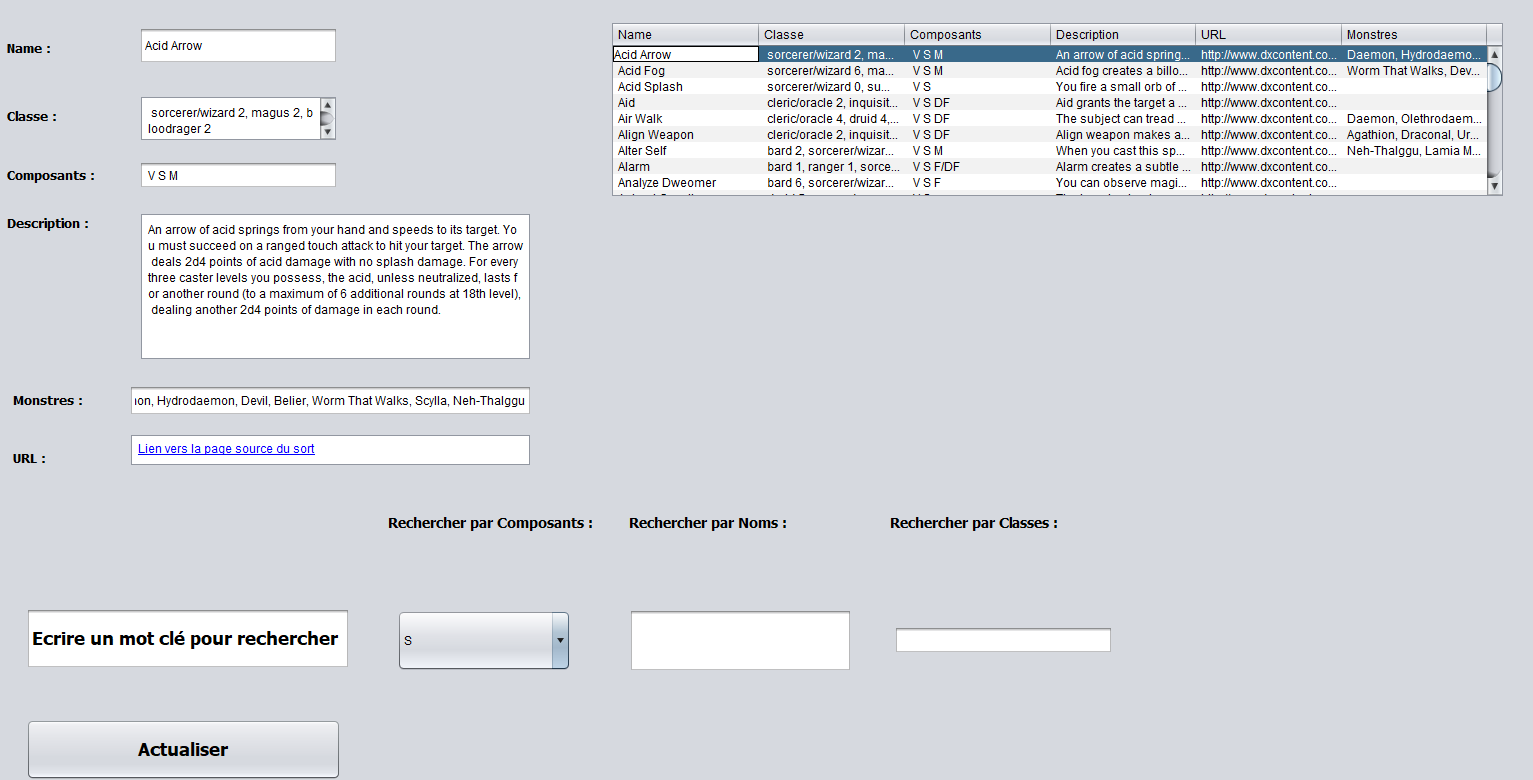 Name :
Acid Arrow
Classe :
sorcerer/wizard 2, magus 2, b
loodrager 2
Composants :
V S M
Description :
An arrow of acid springs from your hand and speeds to its target. Yo
u must succeed on a ranged touch attack to hit your target. The arrow
deals 2d4 points of acid damage with no splash damage. For every
three caster levels you possess, the acid, unless neutralized, lasts f
or another round (to a maximum of 6 additional rounds at 18th level),
dealing another 2d4 points of damage in each round.
Monstres :
on, Hydrodaemon, Devil, Belier, Worm That Walks, Scylla, Neh-Thalggu
URL :
Lien vers la page source du sort
Name Classe Composants Description URL Monstres
Acid Arrow sorcerer/wizard 2, ma... V S M An arrow of acid spring... http://www.dxcontent.co... Daemon, Hydrodaemo...
Acid Fog sorcerer/wizard 6, ma... V S M Acid fog creates a billo... http://www.dxcontent.co... Worm That Walks, Dev...
Acid Splash sorcerer/wizard 0, su... V S You fire a small orb of ... http://www.dxcontent.co...
Aid cleric/oracle 2, inquisit... V S DF Aid grants the target a ... http://www.dxcontent.co...
Air Walk cleric/oracle 4, druid 4,... V S DF The subject can tread ... http://www.dxcontent.co... Daemon, Olethrodaem...
Align Weapon cleric/oracle 2, inquisit... V S DF Align weapon makes a... http://www.dxcontent.co... Agathion, Draconal, Ur...
Alter Self bard 2, sorcerer/wizar... V S M When you cast this sp... http://www.dxcontent.co... Neh-Thalggu, Lamia M...
Alarm bard 1, ranger 1, sorce... V S F/DF Alarm creates a subtle ... http://www.dxcontent.co...
Analyze Dweomer bard 6, sorcerer/wizar... V S F You can observe magi... http://www.dxcontent.co...
Rechercher par Composants :
Rechercher par Noms :
Rechercher par Classes :
Ecrire un mot clé pour rechercher
S
Actualiser